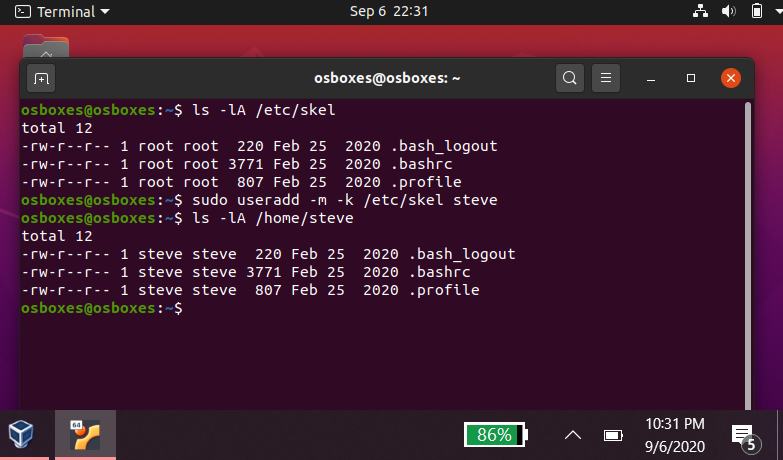 Terminal
Sep 6 22:31
osboxes@osboxes: ~
osboxes@osboxes:~$ ls -lA /etc/skel
total 12
-rw-r--r-- 1 root root  220 Feb 25  2020 .bash_logout
-rw-r--r-- 1 root root 3771 Feb 25  2020 .bashrc
-rw-r--r-- 1 root root  807 Feb 25  2020 .profile
osboxes@osboxes:~$ sudo useradd -m -k /etc/skel steve
osboxes@osboxes:~$ ls -lA /home/steve
total 12
-rw-r--r-- 1 steve steve  220 Feb 25  2020 .bash_logout
-rw-r--r-- 1 steve steve 3771 Feb 25  2020 .bashrc
-rw-r--r-- 1 steve steve  807 Feb 25  2020 .profile
osboxes@osboxes:~$
64
86%
10:31 PM
9/6/2020
5